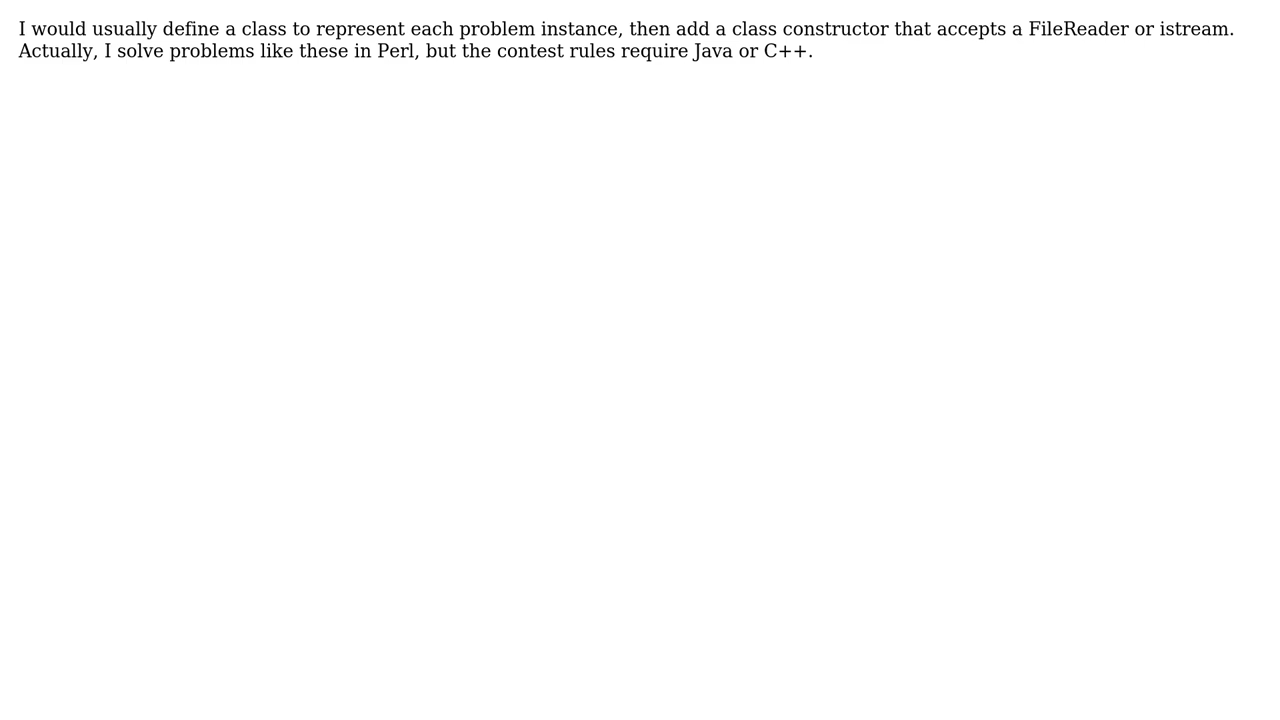 I would usually define a class to represent each problem instance, then add a class constructor that accepts a FileReader or istream.
Actually, I solve problems like these in Perl, but the contest rules require Java or C++.